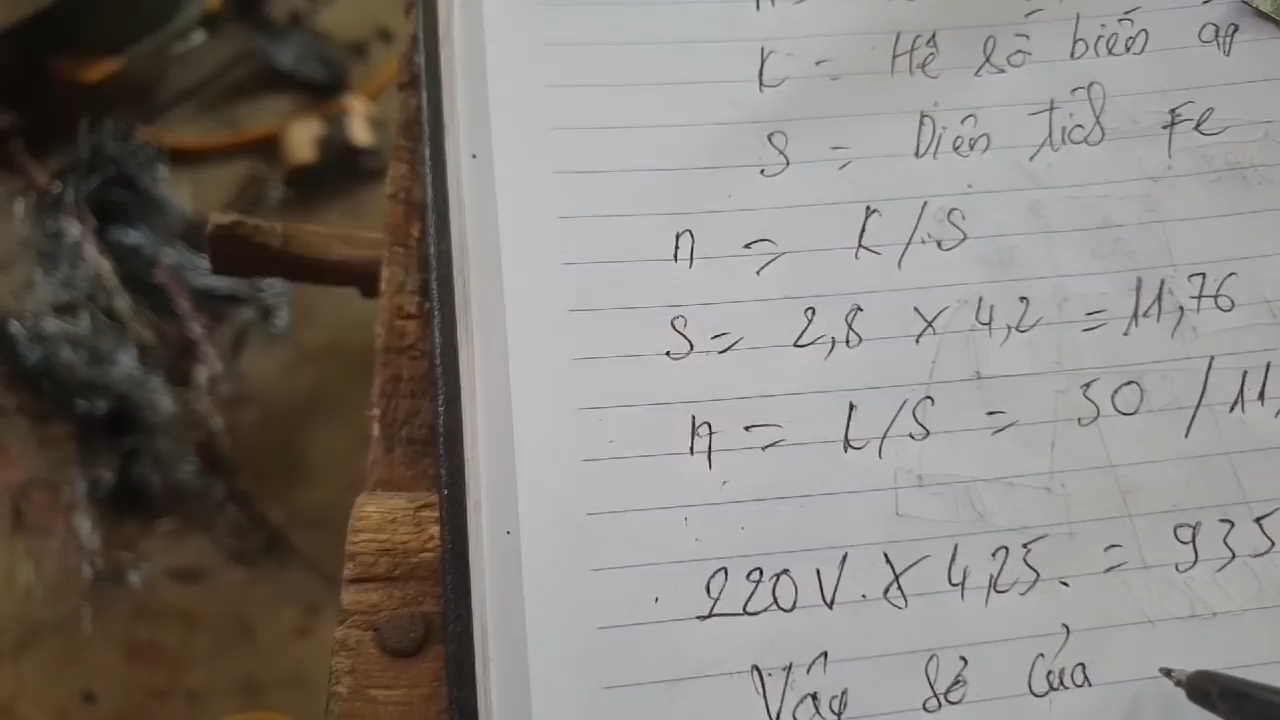 K = Hệ số biến áp
S = Diện tích Fe
n = K/S
S = 2,8 x 4,2 = 11,76
n = K/S = 50 / 11,
220V. x 4,25. = 935
Vậy Sẽ Của